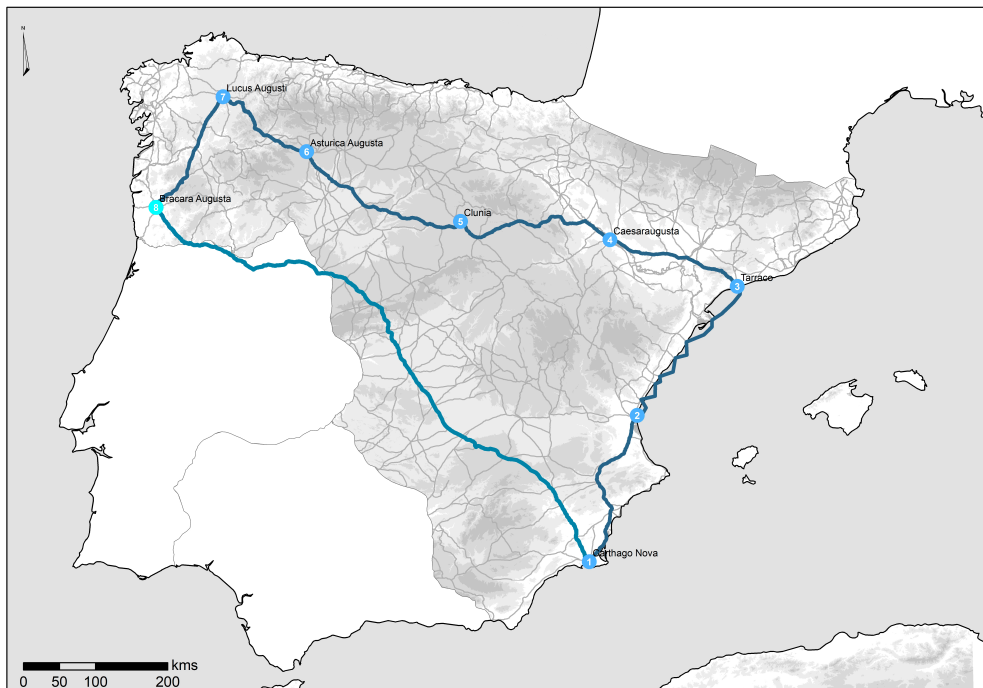 N
7
Lucus Augusti
6
Asturica Augusta
8
Bracara Augusta
5
Clunia
4
Caesaraugusta
3
Tarraco
2
1
Carthago Nova
kms
0 50 100 200